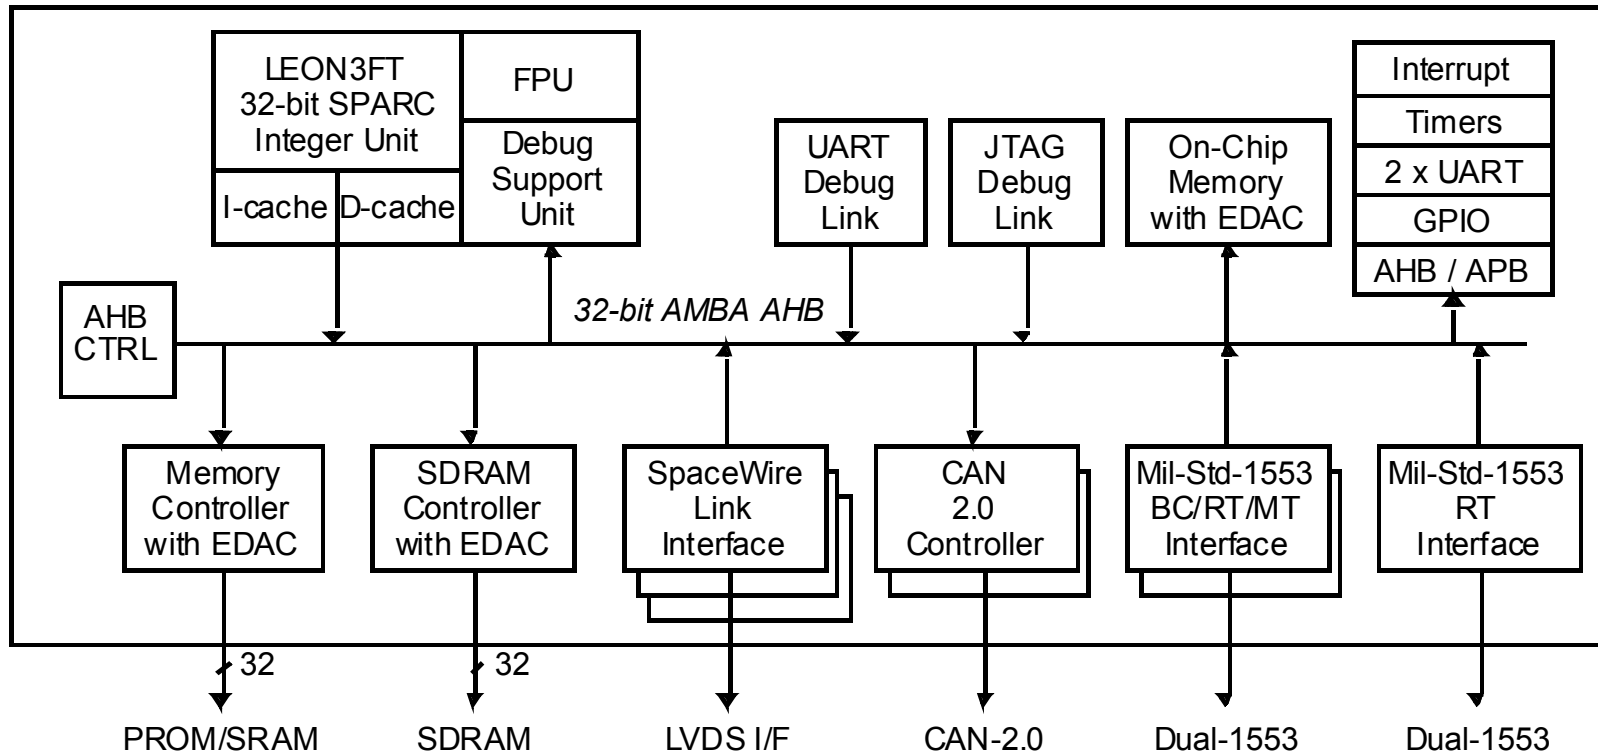 LEON3FT
32-bit SPARC
Integer Unit
I-cache
D-cache
FPU
Debug
Support
Unit
UART
Debug
Link
JTAG
Debug
Link
On-Chip
Memory
with EDAC
Interrupt
Timers
2 x UART
GPIO
AHB / APB
AHB
CTRL
32-bit AMBA AHB
Memory
Controller
with EDAC
SDRAM
Controller
with EDAC
SpaceWire
Link
Interface
CAN
2.0
Controller
Mil-Std-1553
BC/RT/MT
Interface
Mil-Std-1553
RT
Interface
32
32
PROM/SRAM
SDRAM
LVDS I/F
CAN-2.0
Dual-1553
Dual-1553